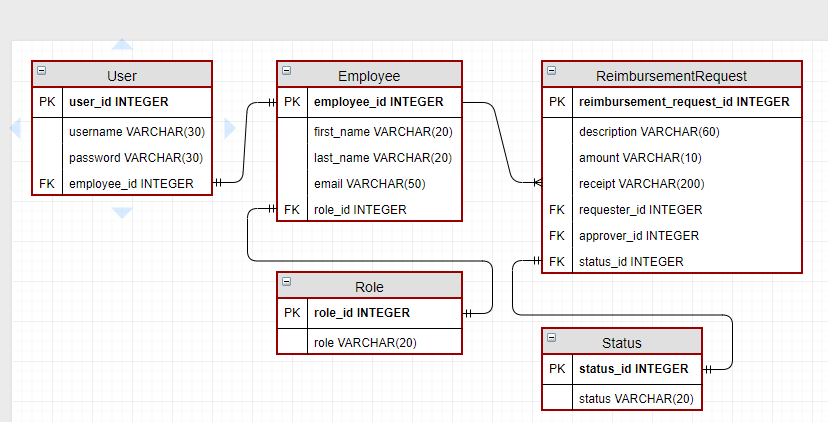 User
PK user_id INTEGER
username VARCHAR(30)
password VARCHAR(30)
FK employee_id INTEGER
Employee
PK employee_id INTEGER
first_name VARCHAR(20)
last_name VARCHAR(20)
email VARCHAR(50)
FK role_id INTEGER
ReimbursementRequest
PK reimbursement_request_id INTEGER
description VARCHAR(60)
amount VARCHAR(10)
receipt VARCHAR(200)
FK requester_id INTEGER
FK approver_id INTEGER
FK status_id INTEGER
Role
PK role_id INTEGER
role VARCHAR(20)
Status
PK status_id INTEGER
status VARCHAR(20)